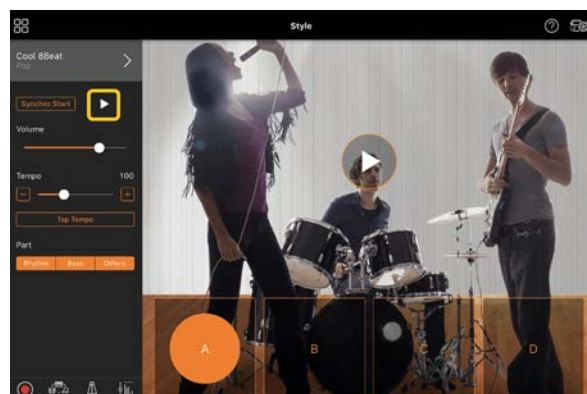 Style
Cool 8Beat
Pop
Synchro Start
Volume
Tempo 100
Tap Tempo
Part
Rhythm Bass Others
A B C D